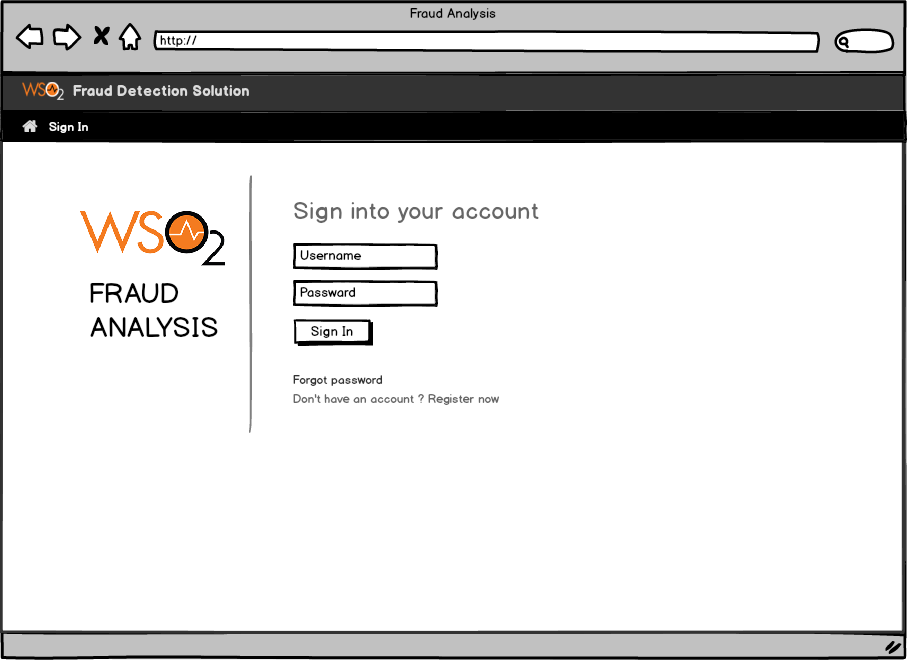 Fraud Analysis
http://
WSO2 Fraud Detection Solution
Sign In
WSO2
FRAUD
ANALYSIS
Sign into your account
Username
Password
Sign In
Forgot password
Don't have an account ? Register now